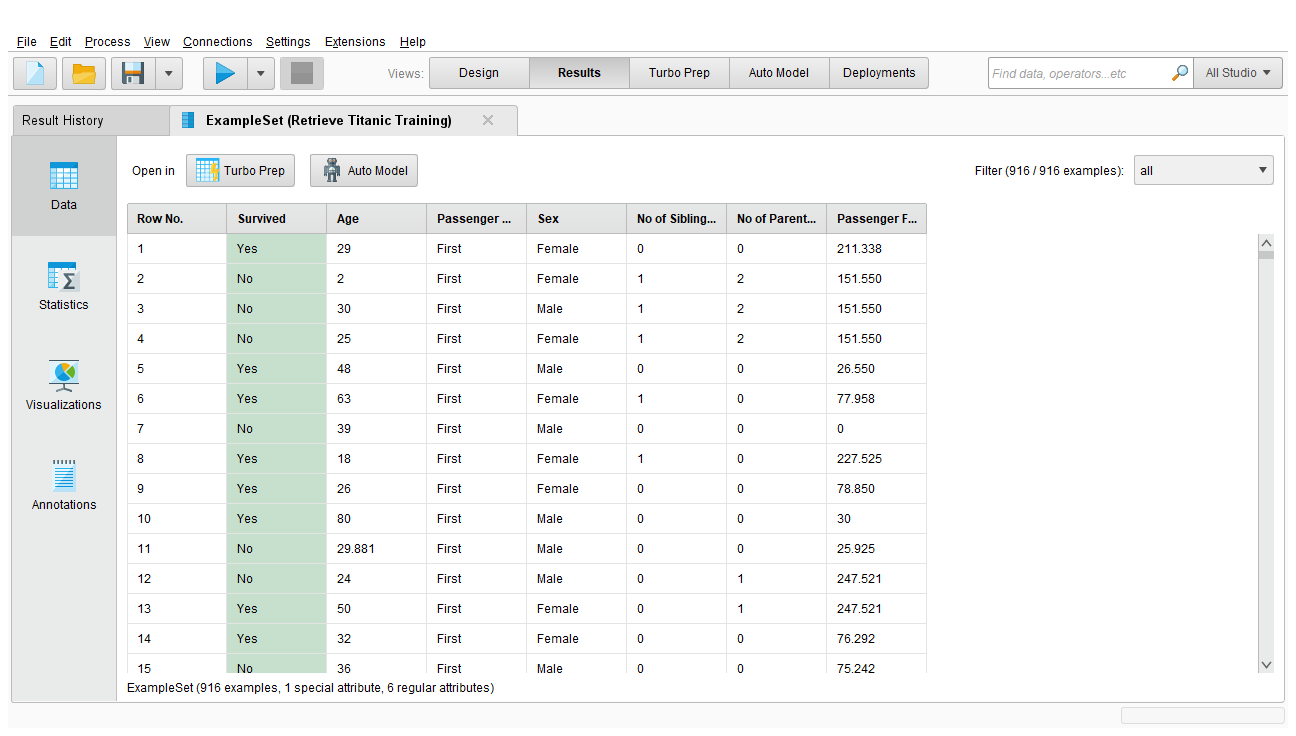 File Edit Process View Connections Settings Extensions Help
Views: Design Results Turbo Prep Auto Model Deployments Find data, operators...etc All Studio
Result History ExampleSet (Retrieve Titanic Training)
Data
Statistics
Visualizations
Annotations
Open in Turbo Prep Auto Model Filter (916 / 916 examples): all
Row No. Survived Age Passenger ... Sex No of Sibling... No of Parent... Passenger F...
1 Yes 29 First Female 0 0 211.338
2 No 2 First Female 1 2 151.550
3 No 30 First Male 1 2 151.550
4 No 25 First Female 1 2 151.550
5 Yes 48 First Male 0 0 26.550
6 Yes 63 First Female 1 0 77.958
7 No 39 First Male 0 0 0
8 Yes 18 First Female 1 0 227.525
9 Yes 26 First Female 0 0 78.850
10 Yes 80 First Male 0 0 30
11 No 29.881 First Male 0 0 25.925
12 No 24 First Male 0 1 247.521
13 Yes 50 First Female 0 1 247.521
14 Yes 32 First Female 0 0 76.292
15 No 36 First Male 0 0 75.242
ExampleSet (916 examples, 1 special attribute, 6 regular attributes)